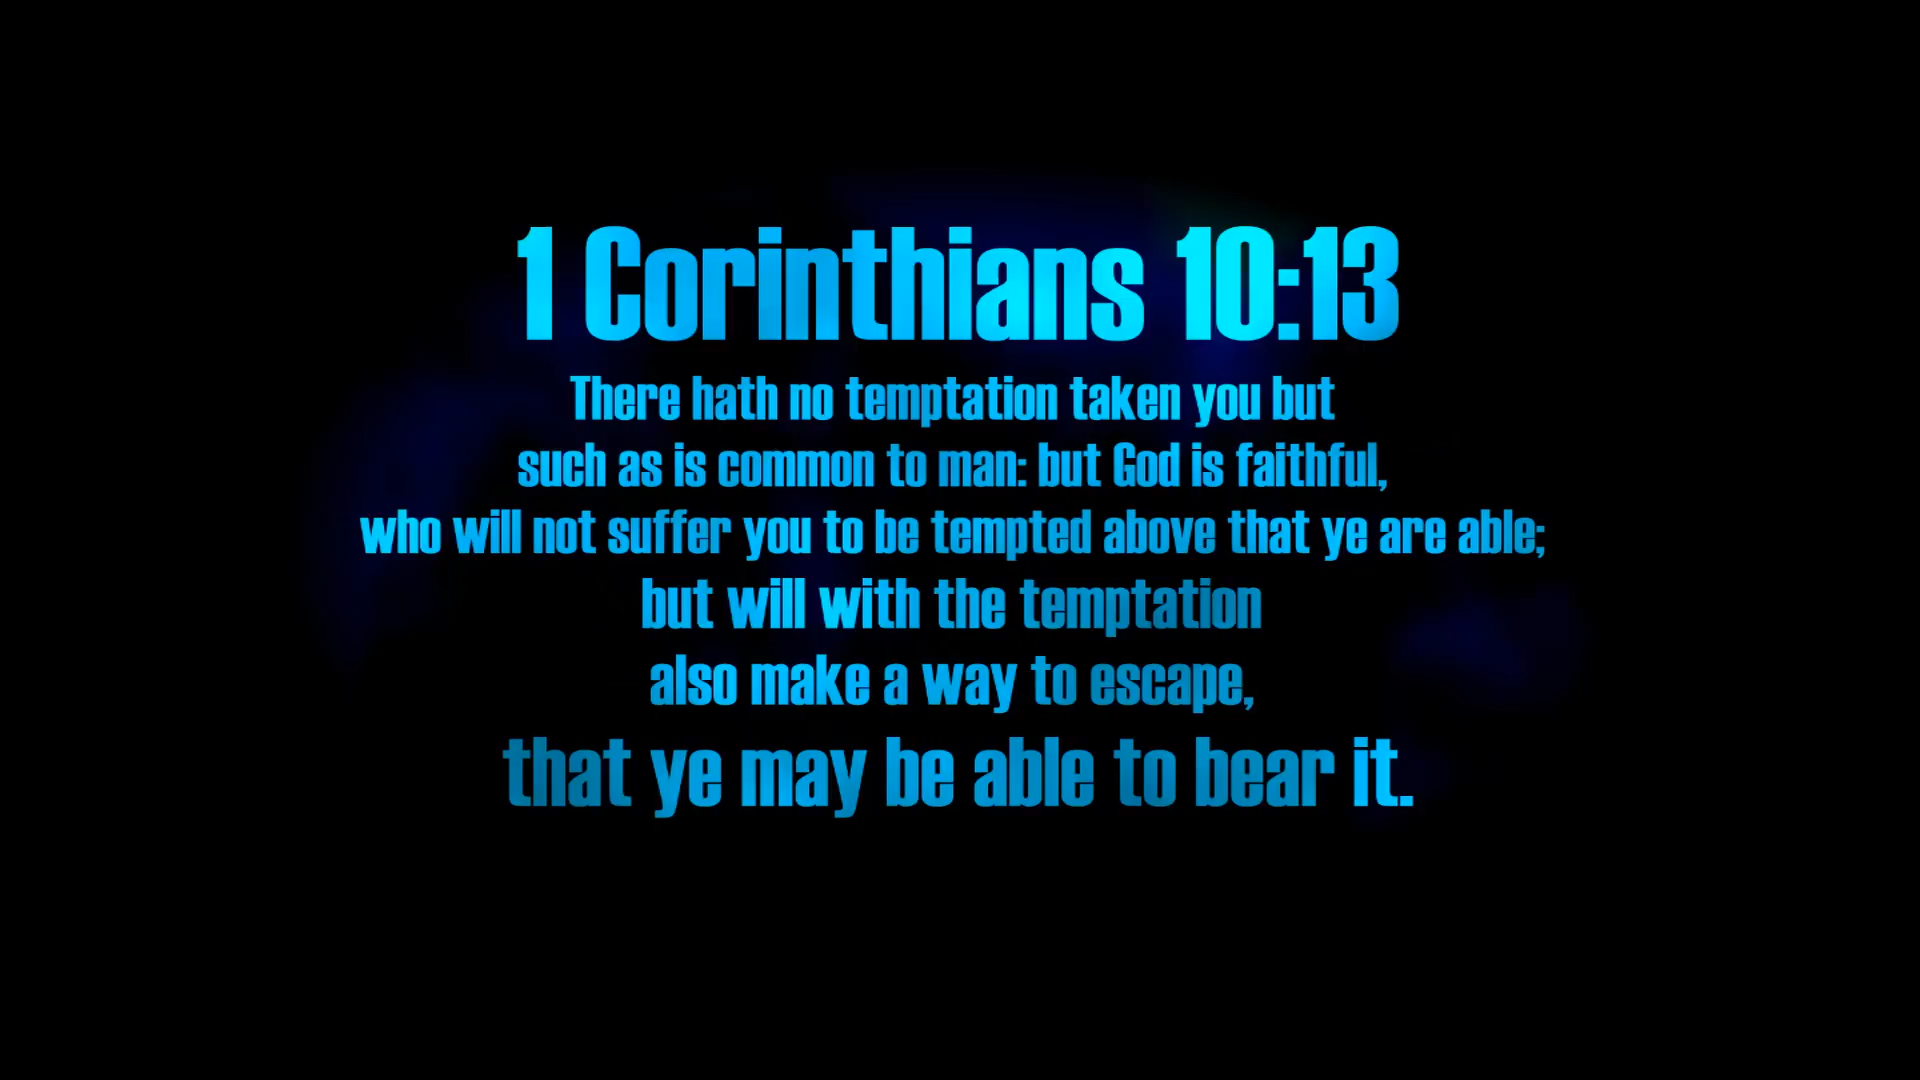 1 Corinthians 10:13
There hath no temptation taken you but
such as is common to man: but God is faithful,
who will not suffer you to be tempted above that ye are able;
but will with the temptation
also make a way to escape,
that ye may be able to bear it.